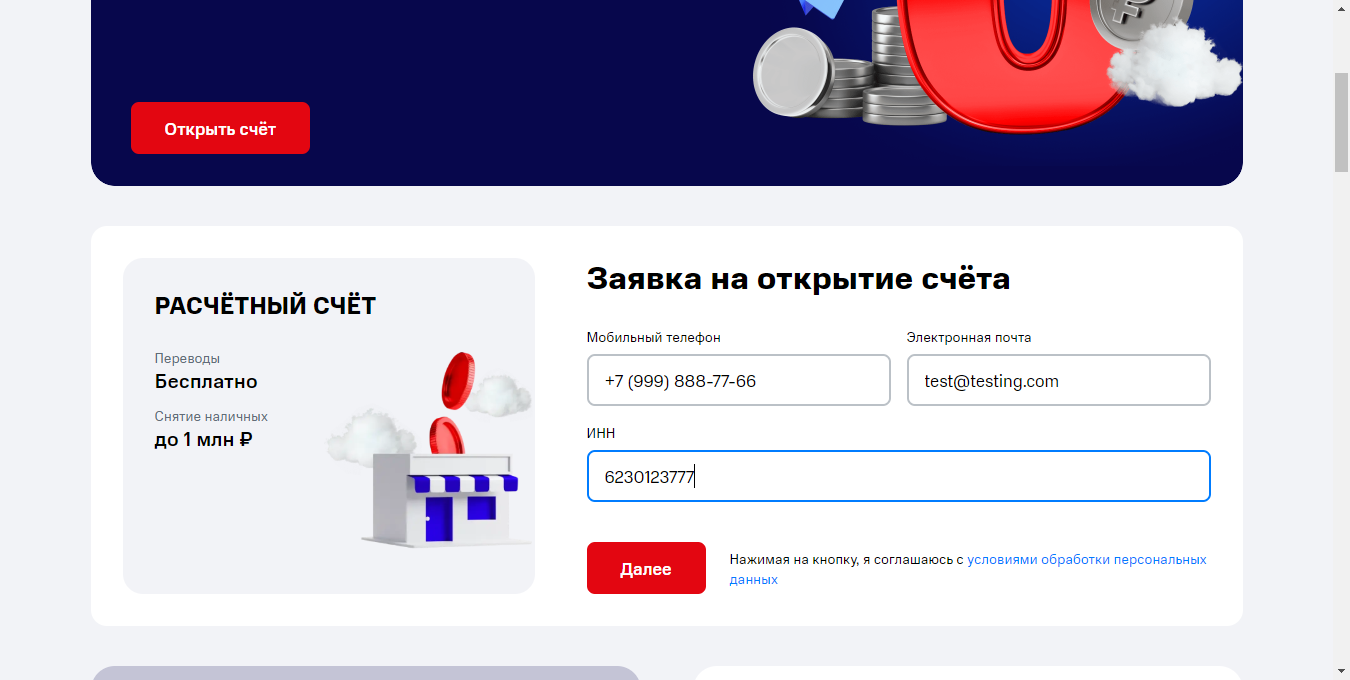 Открыть счёт
РАСЧЁТНЫЙ СЧЁТ
Переводы
Бесплатно
Снятие наличных
до 1 млн ₽
Заявка на открытие счёта
Мобильный телефон
+7 (999) 888-77-66
Электронная почта
test@testing.com
ИНН
6230123777
Далее
Нажимая на кнопку, я соглашаюсь с условиями обработки персональных
данных